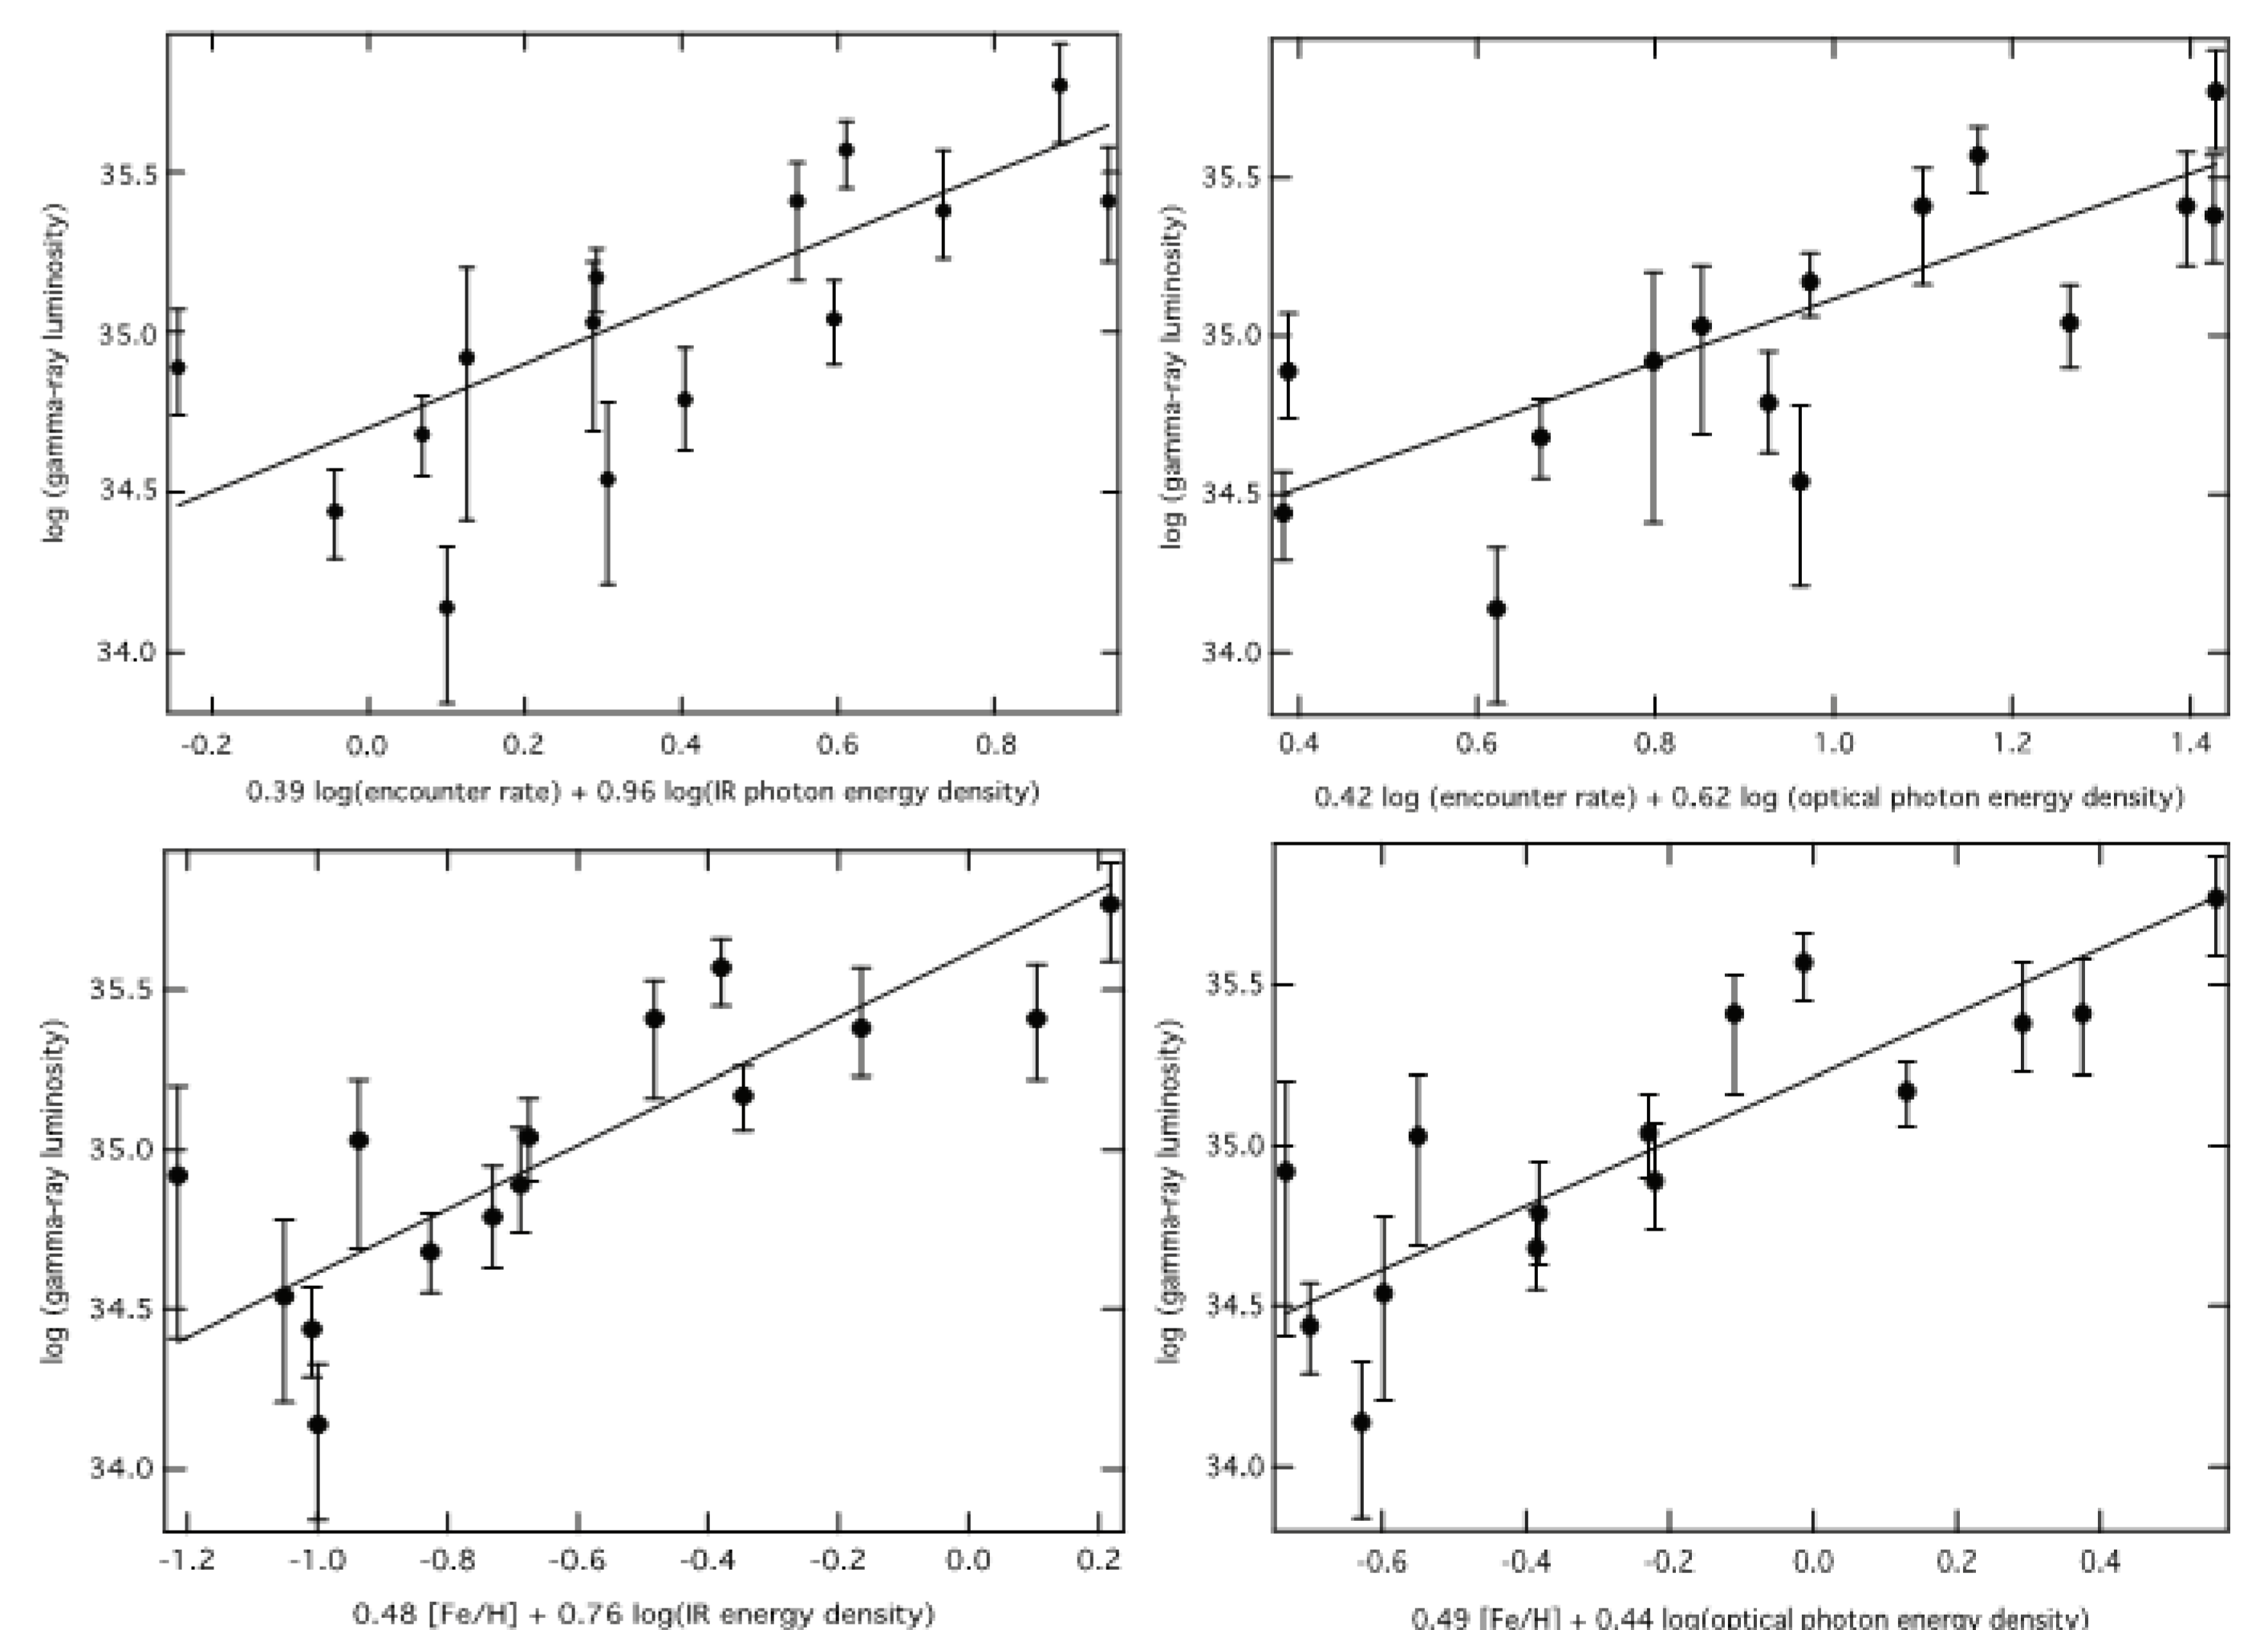 log (gamma-ray luminosity)
35.5
35.0
34.5
34.0
-0.2 0.0 0.2 0.4 0.6 0.8
0.39 log(encounter rate) + 0.96 log(IR photon energy density)
log (gamma-ray luminosity)
35.5
35.0
34.5
34.0
0.4 0.6 0.8 1.0 1.2 1.4
0.42 log (encounter rate) + 0.62 log (optical photon energy density)
log (gamma-ray luminosity)
35.5
35.0
34.5
34.0
-1.2 -1.0 -0.8 -0.6 -0.4 -0.2 0.0 0.2
0.48 [Fe/H] + 0.76 log(IR energy density)
log (gamma-ray luminosity)
35.5
35.0
34.5
34.0
-0.6 -0.4 -0.2 0.0 0.2 0.4
0.49 [Fe/H] + 0.44 log(optical photon energy density)